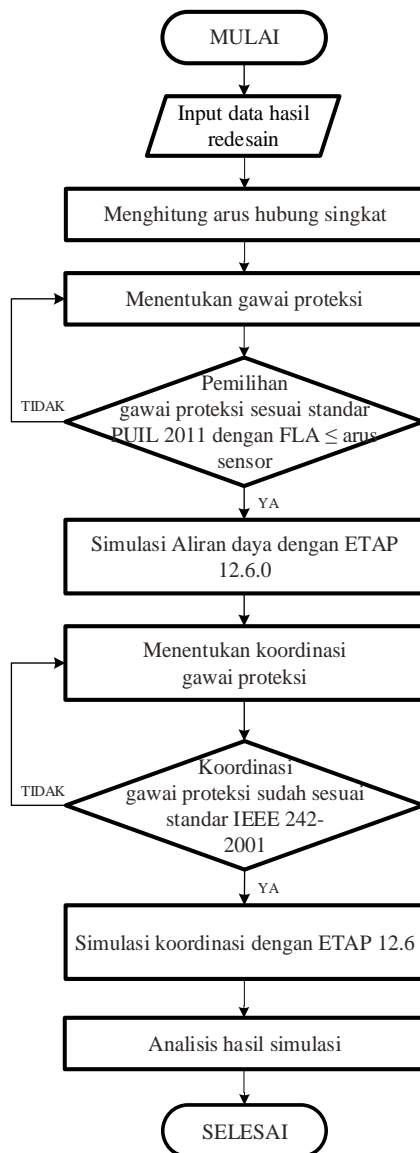 MULAI
Input data hasil
redesain
Menghitung arus hubung singkat
Menentukan gawai proteksi
Pemilihan
gawai proteksi sesuai standar
PUIL 2011 dengan FLA ≤ arus
sensor
TIDAK
YA
Simulasi Aliran daya dengan ETAP
12.6.0
Menentukan koordinasi
gawai proteksi
Koordinasi
gawai proteksi sudah sesuai
standar IEEE 242-
2001
TIDAK
YA
Simulasi koordinasi dengan ETAP 12.6
Analisis hasil simulasi
SELESAI